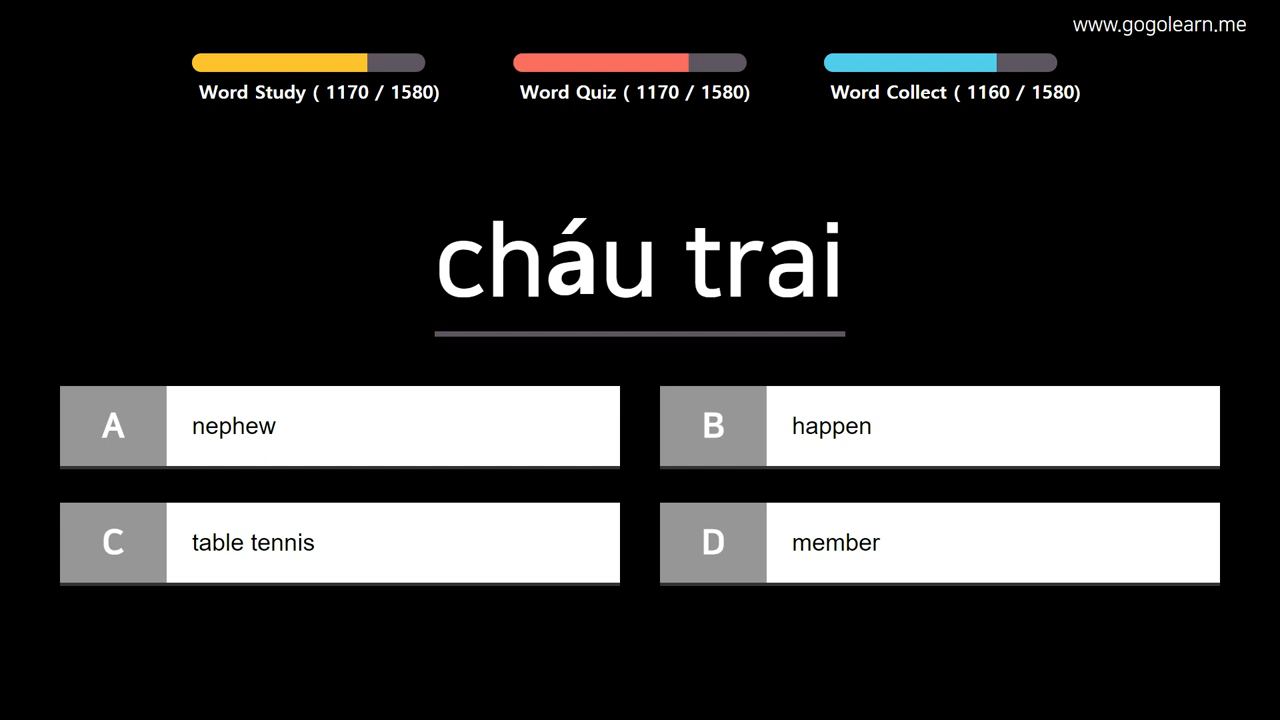 www.gogolearn.me
Word Study ( 1170 / 1580)
Word Quiz ( 1170 / 1580)
Word Collect ( 1160 / 1580)
cháu trai
A nephew
B happen
C table tennis
D member